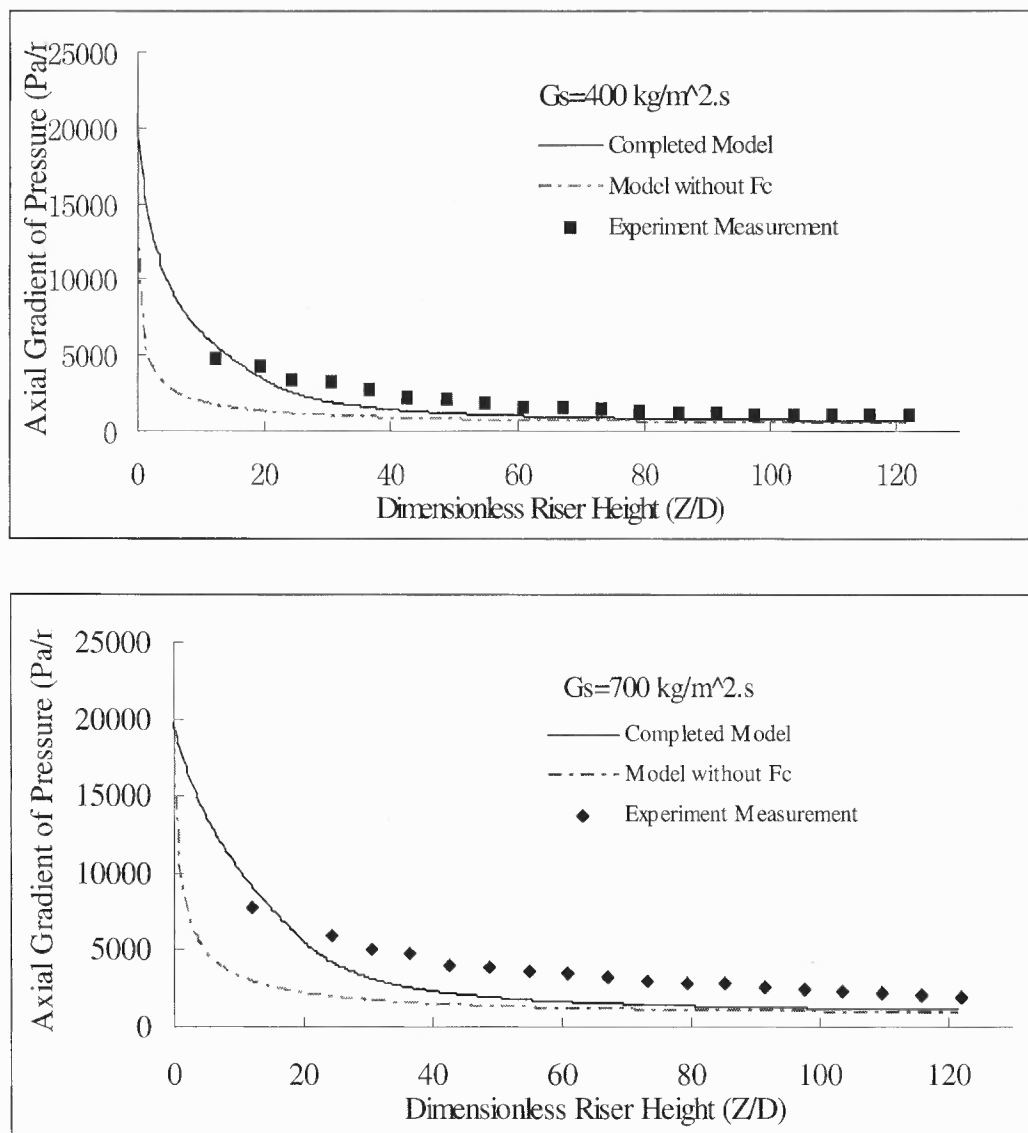 Axial Gradient of Pressure (Pa/r
25000
20000
15000
10000
5000
0
Gs=400 kg/m^2.s
Completed Model
Model without Fc
Experiment Measurement
0 20 40 60 80 100 120
Dimensionless Riser Height (Z/D)
Axial Gradient of Pressure (Pa/r
25000
20000
15000
10000
5000
0
Gs=700 kg/m^2.s
Completed Model
Model without Fc
Experiment Measurement
0 20 40 60 80 100 120
Dimensionless Riser Height (Z/D)